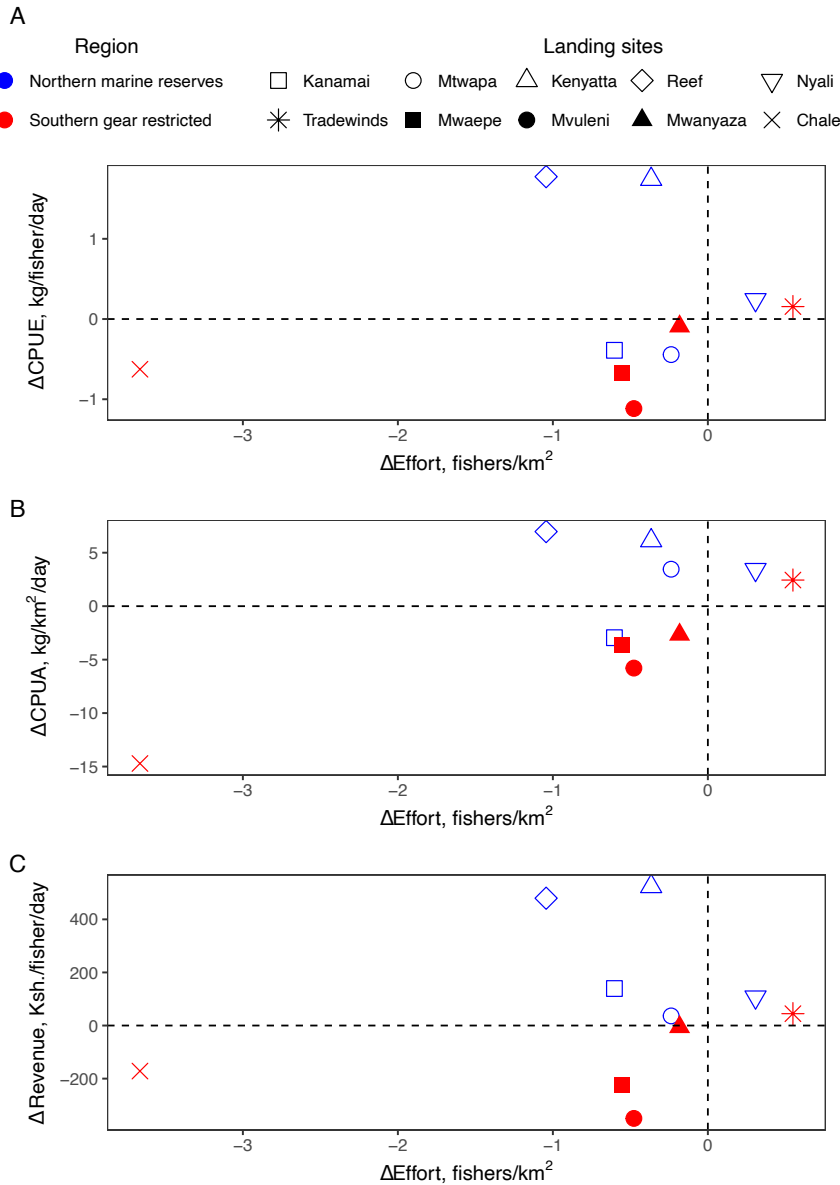 A
Region Landing sites
Northern marine reserves Kanamai Mtwapa Kenyatta Reef Nyali
Southern gear restricted Tradewinds Mwaepe Mvuleni Mwanyaza Chale
ΔCPUE, kg/fisher/day
1
0
−1
−3 −2 −1 0
ΔEffort, fishers/km²
B
ΔCPUA, kg/km²/day
5
0
−5
−10
−15
−3 −2 −1 0
ΔEffort, fishers/km²
C
ΔRevenue, Ksh./fisher/day
400
200
0
−200
−3 −2 −1 0
ΔEffort, fishers/km²